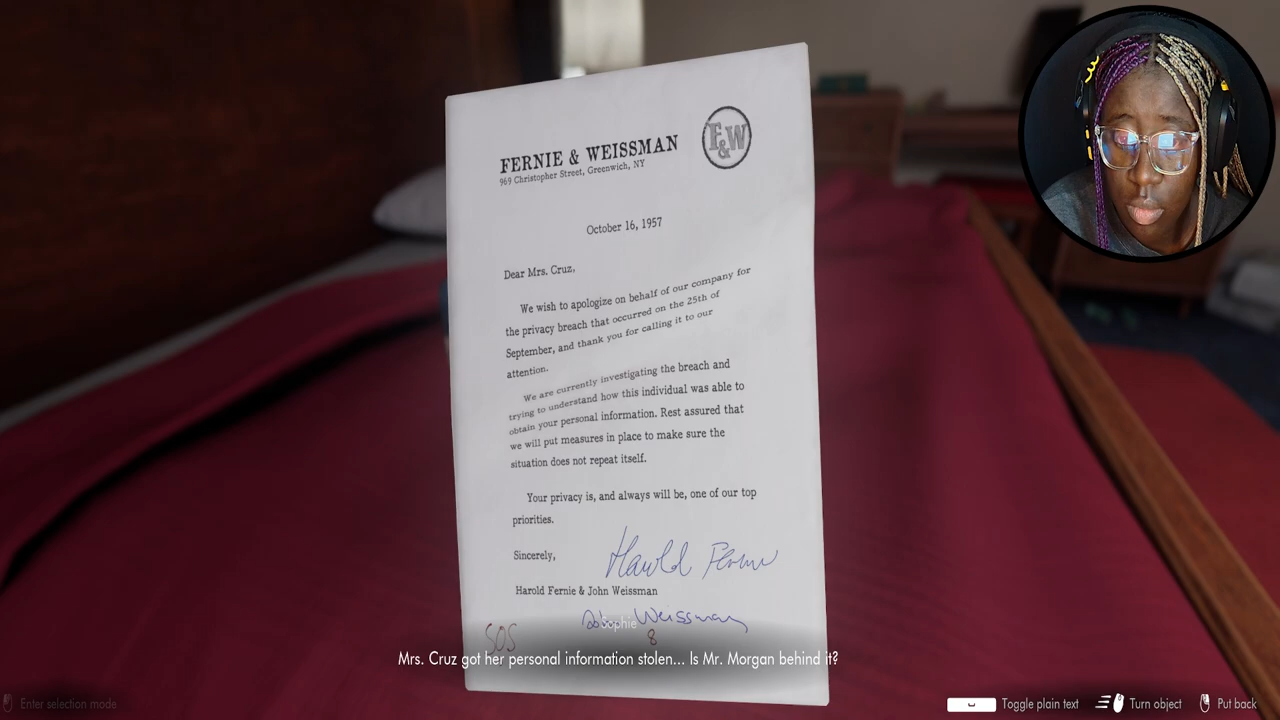 FERNIE & WEISSMAN
969 Christopher Street, Greenwich, NY
F&W
October 16, 1957
Dear Mrs. Cruz,
We wish to apologize on behalf of our company for
the privacy breach that occurred on the 25th of
September, and thank you for calling it to our
attention.
We are currently investigating the breach and
trying to understand how this individual was able to
obtain your personal information. Rest assured that
we will put measures in place to make sure the
situation does not repeat itself.
Your privacy is, and always will be, one of our top
priorities.
Sincerely,
Harold Fernie
Harold Fernie & John Weissman
Weissman
Sophie
SOS
8
Mrs. Cruz got her personal information stolen... Is Mr. Morgan behind it?
Enter selection mode
Toggle plain text
Turn object
Put back